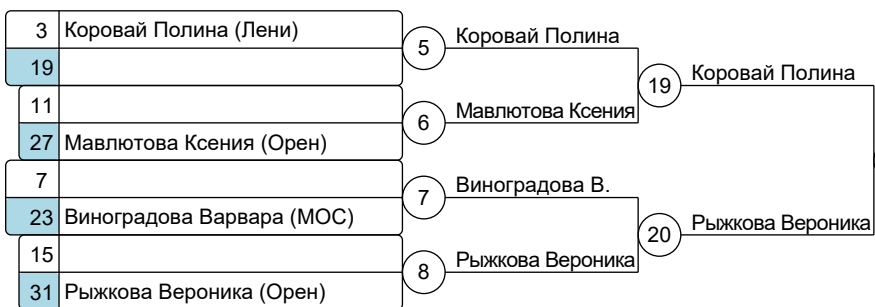 3 Коровай Полина (Лени)
19
11
27 Мавлютова Ксения (Орен)
7
23 Виноградова Варвара (МОС)
15
31 Рыжкова Вероника (Орен)
5 Коровай Полина
6 Мавлютова Ксения
7 Виноградова В.
8 Рыжкова Вероника
19 Коровай Полина
20 Рыжкова Вероника